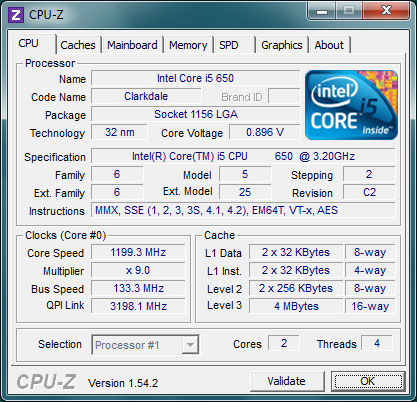 CPU-Z
CPU Caches Mainboard Memory SPD Graphics About
Processor
Name Intel Core i5 650
Code Name Clarkdale Brand ID
Package Socket 1156 LGA
Technology 32 nm Core Voltage 0.896 V
intel i5
CORE inside™
Specification Intel(R) Core(TM) i5 CPU 650 @ 3.20GHz
Family 6 Model 5 Stepping 2
Ext. Family 6 Ext. Model 25 Revision C2
Instructions MMX, SSE (1, 2, 3, 3S, 4.1, 4.2), EM64T, VT-x, AES
Clocks (Core #0)
Core Speed 1199.3 MHz
Multiplier x 9.0
Bus Speed 133.3 MHz
QPI Link 3198.1 MHz
Cache
L1 Data 2 x 32 KBytes 8-way
L1 Inst. 2 x 32 KBytes 4-way
Level 2 2 x 256 KBytes 8-way
Level 3 4 MBytes 16-way
Selection Processor #1 Cores 2 Threads 4
CPU-Z Version 1.54.2 Validate OK